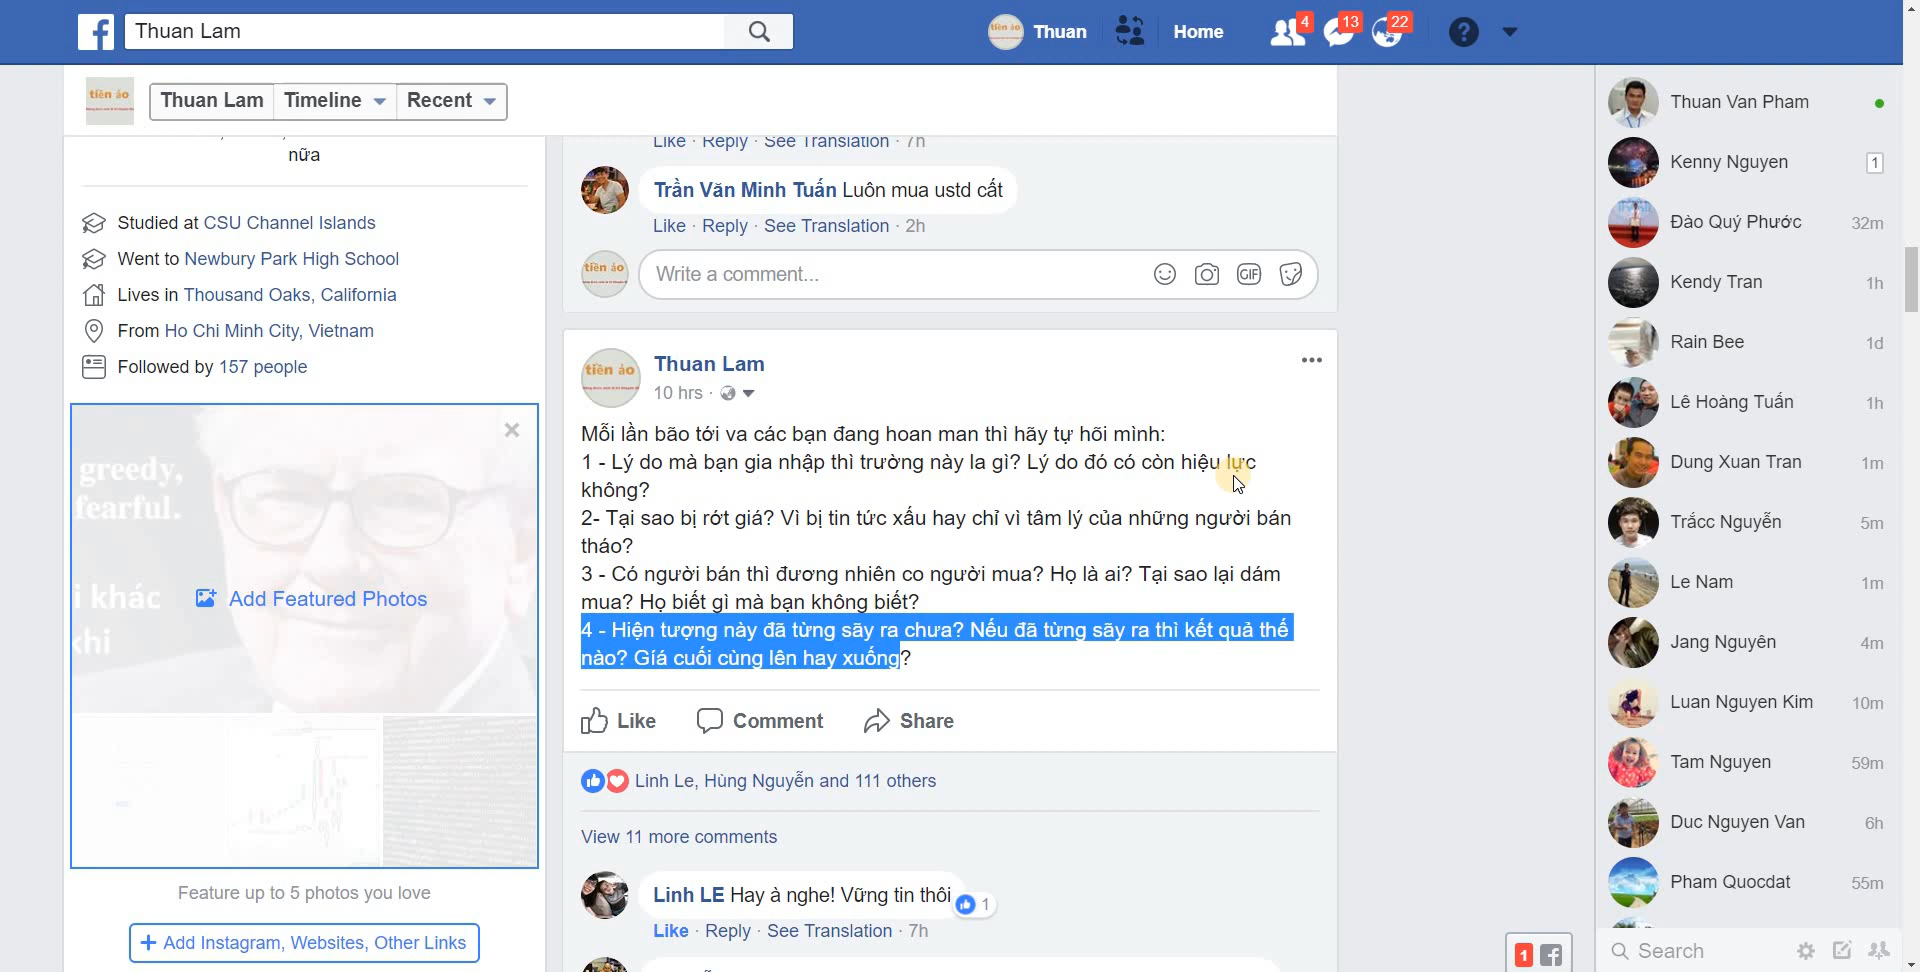 Thuan Lam
Thuan
Home
4
13
22
tiền ảo
Thuan Lam
Timeline
Recent
nữa
Studied at CSU Channel Islands
Went to Newbury Park High School
Lives in Thousand Oaks, California
From Ho Chi Minh City, Vietnam
Followed by 157 people
greedy,
fearful.
i khác
khi
Add Featured Photos
Feature up to 5 photos you love
+ Add Instagram, Websites, Other Links
Like · Reply · See Translation · 7h
Trần Văn Minh Tuấn Luôn mua ustd cất
Like · Reply · See Translation · 2h
tiền ảo
Write a comment...
GIF
tiền ảo
Thuan Lam
10 hrs ·
Mỗi lần bão tới va các bạn đang hoan man thì hãy tự hõi mình:
1 - Lý do mà bạn gia nhập thì trường này la gì? Lý do đó có còn hiệu lực
không?
2- Tại sao bị rớt giá? Vì bị tin tức xấu hay chỉ vì tâm lý của những người bán
tháo?
3 - Có người bán thì đương nhiên co người mua? Họ là ai? Tại sao lại dám
mua? Họ biết gì mà bạn không biết?
4 - Hiện tượng này đã từng sãy ra chưa? Nếu đã từng sãy ra thì kết quả thế
nào? Giá cuối cùng lên hay xuống?
Like
Comment
Share
Linh Le, Hùng Nguyễn and 111 others
View 11 more comments
Linh LE Hay à nghe! Vững tin thôi
1
Like · Reply · See Translation · 7h
Thuan Van Pham
Kenny Nguyen
1
Đào Quý Phước
32m
Kendy Tran
1h
Rain Bee
1d
Lê Hoàng Tuấn
1h
Dung Xuan Tran
1m
Trắcc Nguyễn
5m
Le Nam
1m
Jang Nguyên
4m
Luan Nguyen Kim
10m
Tam Nguyen
59m
Duc Nguyen Van
6h
Pham Quocdat
55m
1
Search